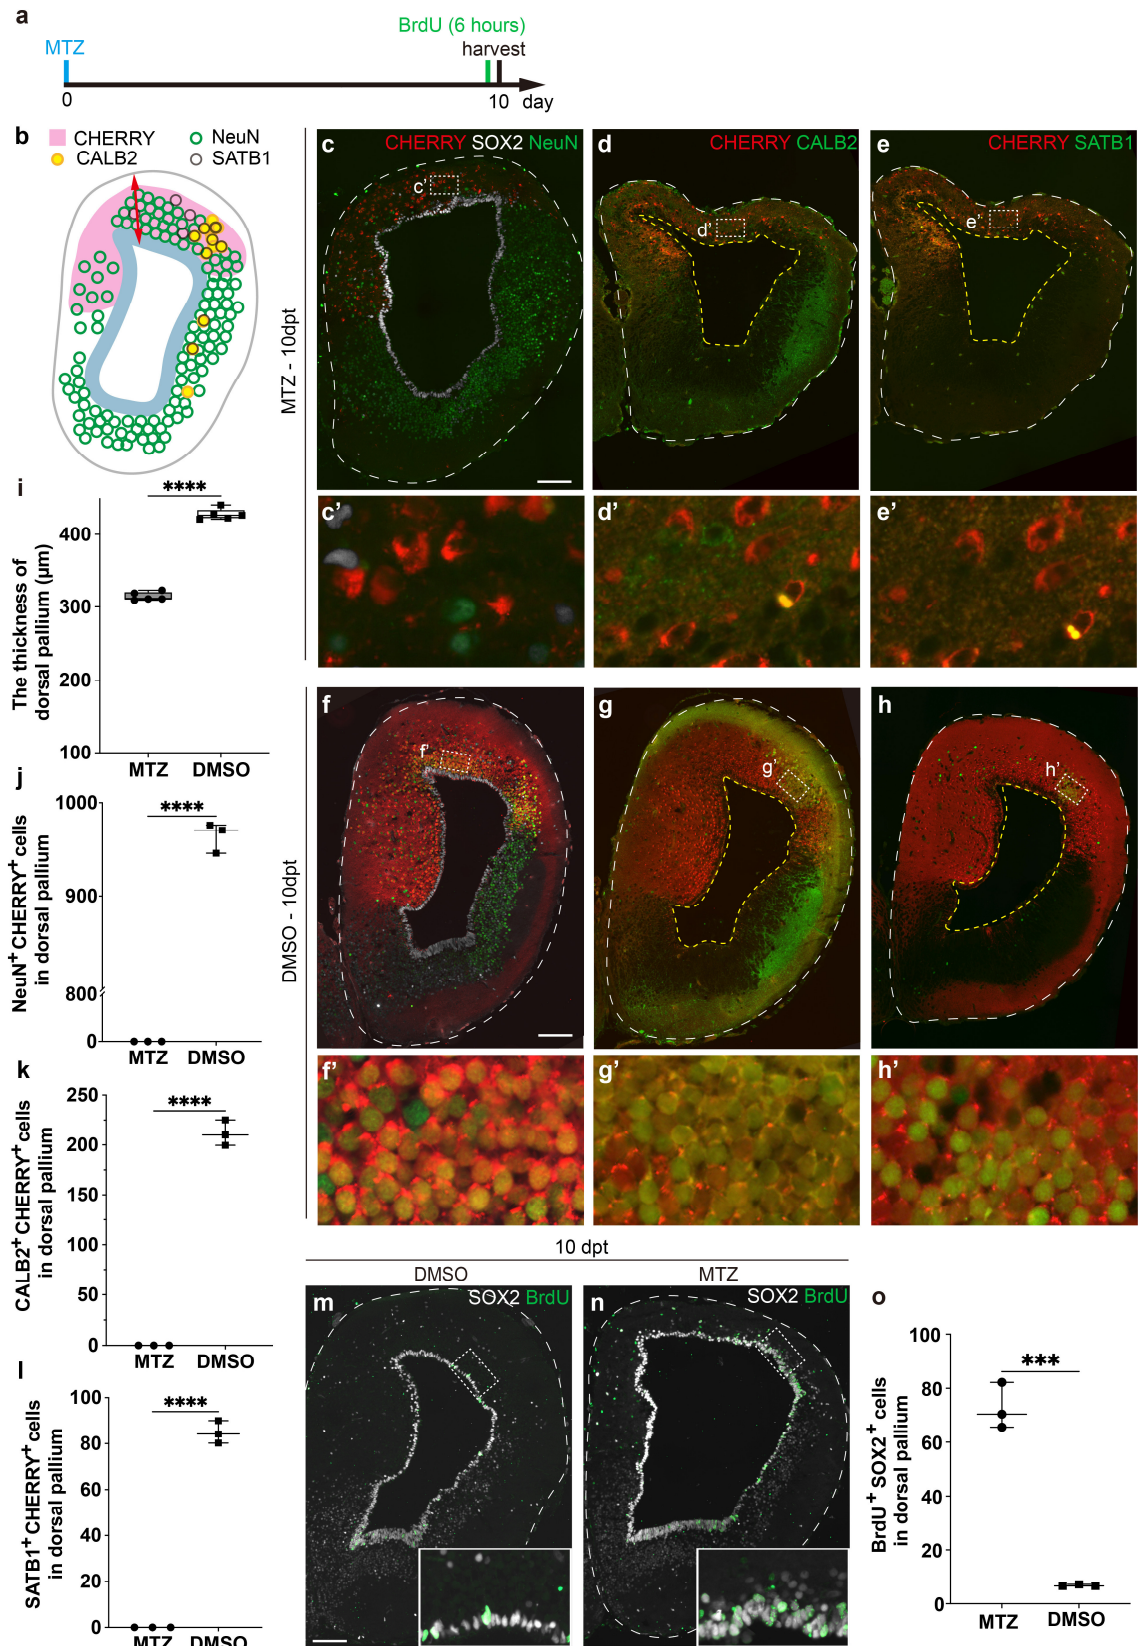 a
BrdU (6 hours)
MTZ
harvest
0
10
day
b
CHERRY
NeuN
CALB2
SATB1
MTZ - 10dpt
c
CHERRY SOX2 NeuN
c'
d
CHERRY CALB2
d'
e
CHERRY SATB1
e'
c'
d'
e'
i
****
The thickness of
dorsal pallium (μm)
400
300
200
100
MTZ
DMSO
DMSO - 10dpt
f
f'
g
g'
h
h'
f'
g'
h'
j
****
NeuN⁺ CHERRY⁺ cells
in dorsal pallium
1000
900
800
0
MTZ
DMSO
k
****
CALB2⁺ CHERRY⁺ cells
in dorsal pallium
250
200
150
100
50
0
MTZ
DMSO
l
****
SATB1⁺ CHERRY⁺ cells
in dorsal pallium
100
80
60
40
20
0
MTZ
DMSO
10 dpt
DMSO
MTZ
m
SOX2 BrdU
n
SOX2 BrdU
o
***
BrdU⁺ SOX2⁺ cells
in dorsal pallium
100
80
60
40
20
0
MTZ
DMSO